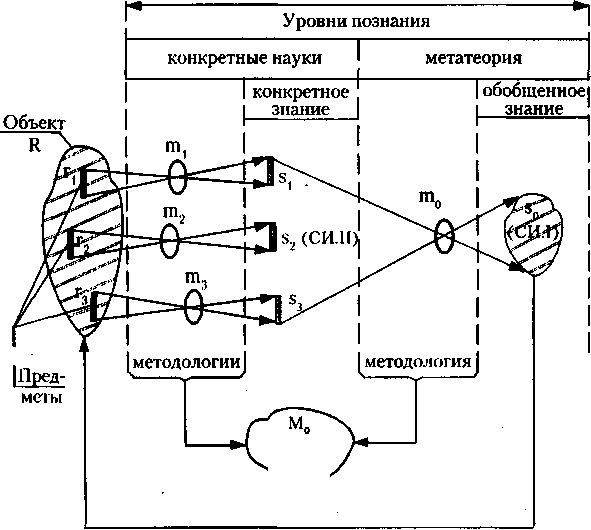 Уровни познания
конкретные науки
метатеория
конкретное
знание
обобщенное
знание
Объект
R
m1
r1
s1
m2
r2
s2 (СИ.II)
m0
s0
(СИ.I)
m3
r3
s3
методологии
методология
Пред-
меты
M0